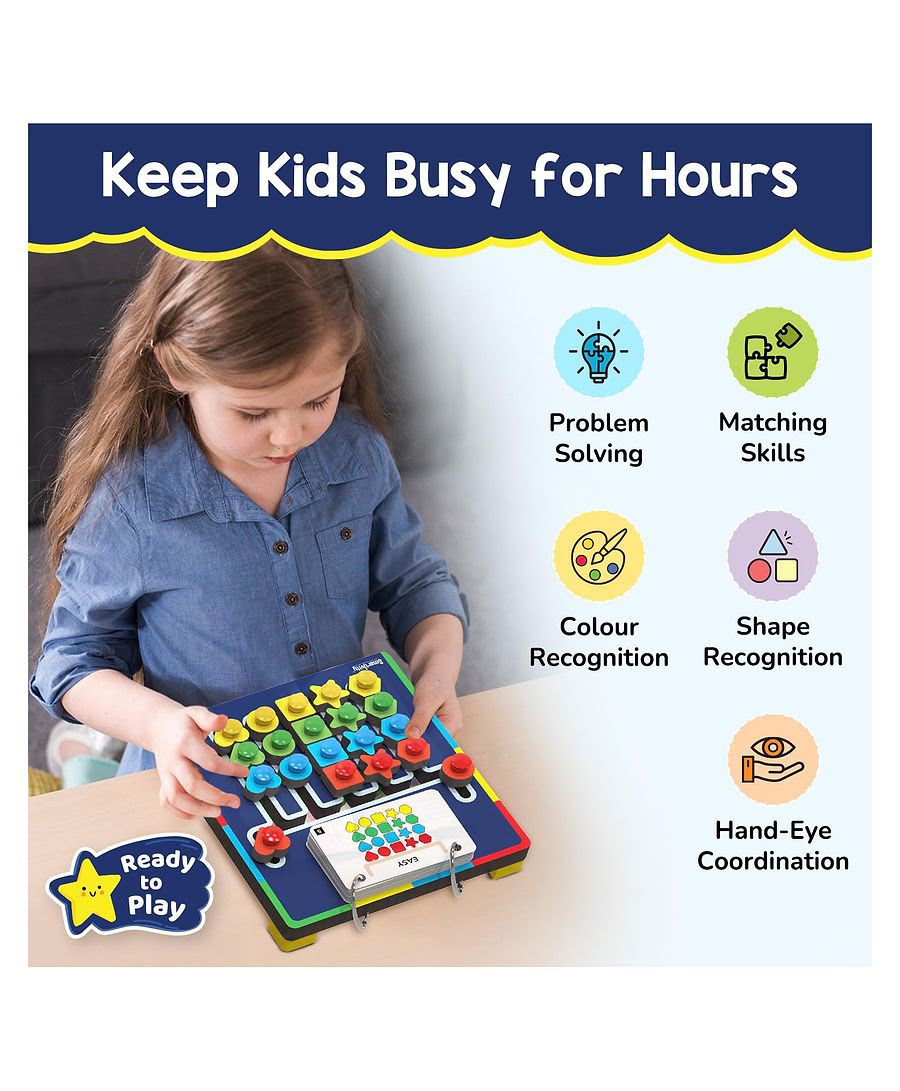 Keep Kids Busy for Hours
Problem
Solving
Matching
Skills
Colour
Recognition
Shape
Recognition
Hand-Eye
Coordination
Smartivity
EASY
Ready
to
Play